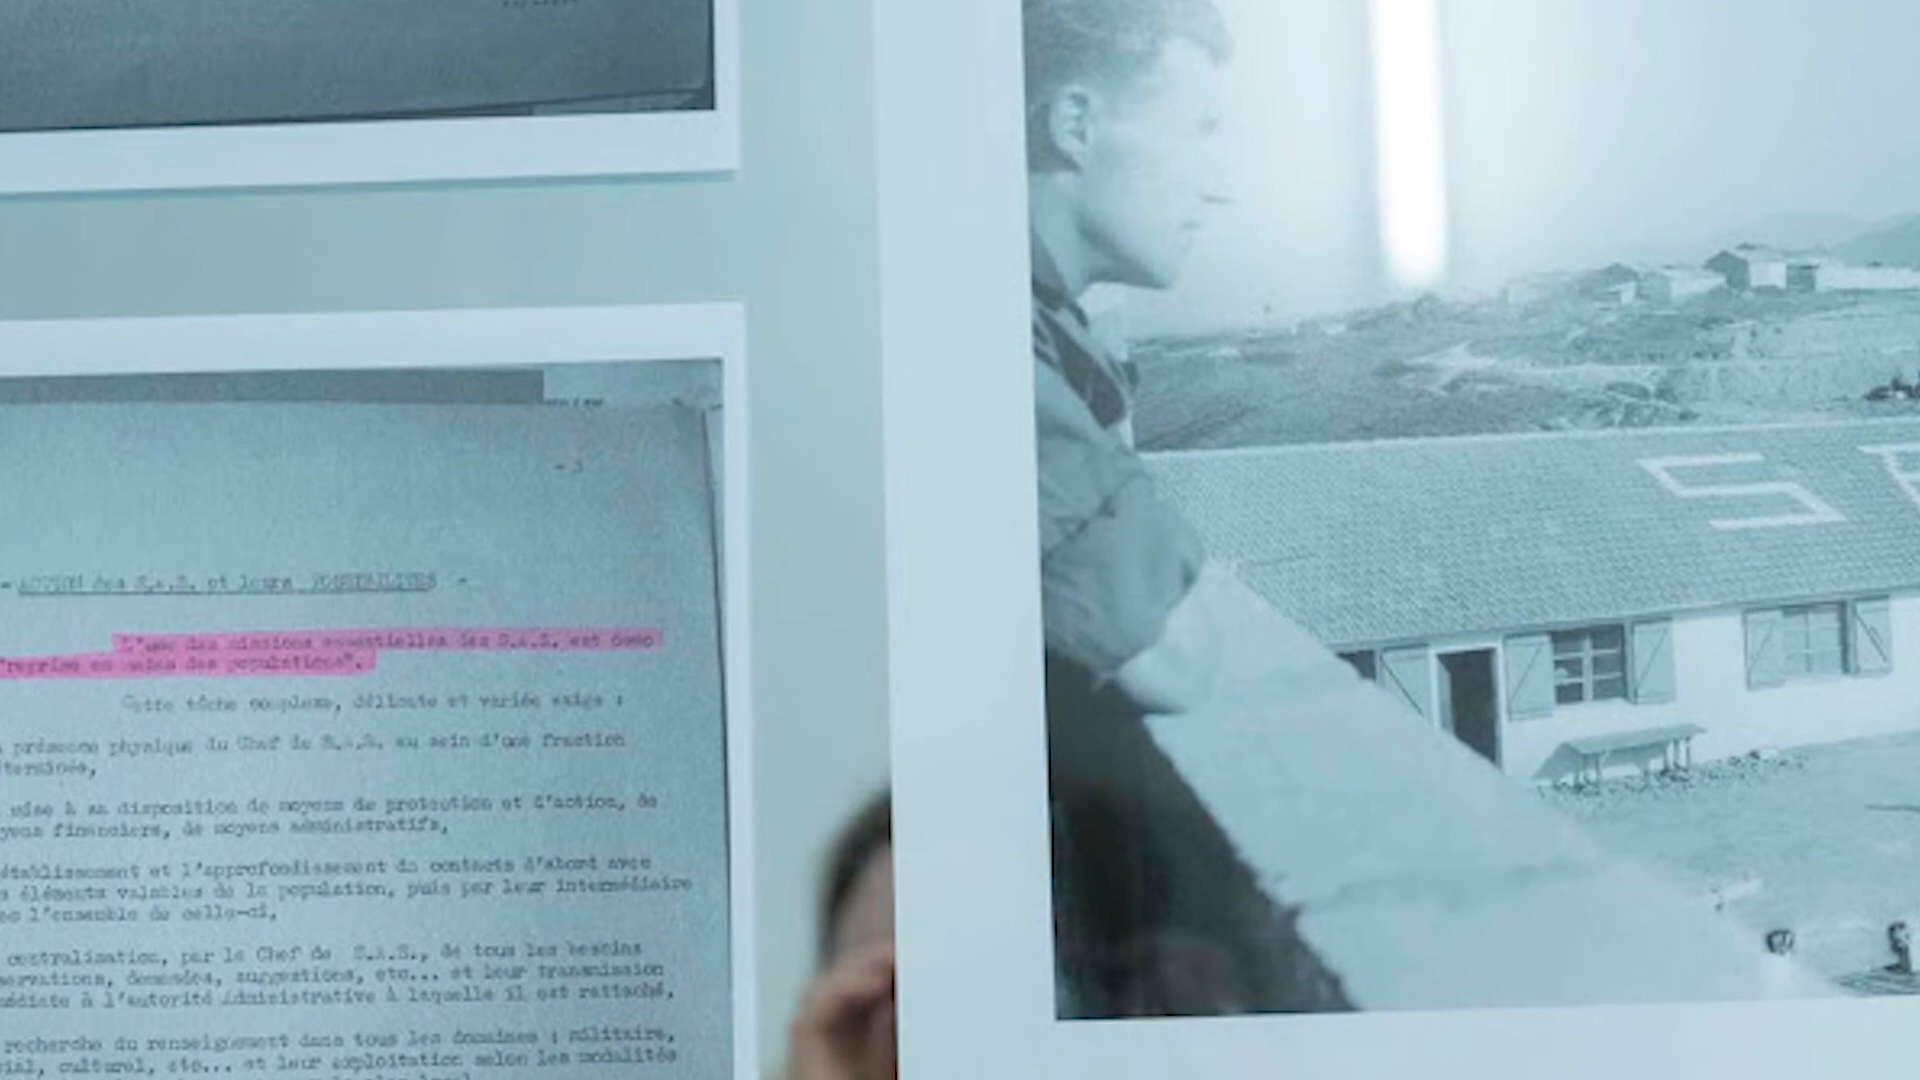 - 3
- ACTION des S.A.S. et leurs POSSIBILITES -
L'une des missions essentielles des S.A.S. est donc
"reprise en mains des populations".
Cette tâche complexe, délicate et variée exige :
présence physique du Chef de S.A.S. au sein d'une fraction
mise à sa disposition de moyens de protection et d'action, de
financiers, de moyens administratifs,
établissement et l'approfondissement de contacts d'abord avec
éléments valables de la population, puis par leur intermédiaire
l'ensemble de celle-ci,
centralisation, par le Chef de S.A.S., de tous les besoins
demandes, suggestions, etc... et leur transmission
à l'autorité Administrative à laquelle il est rattaché,
recherche du renseignement dans tous les domaines : militaire,
culturel, etc... et leur exploitation selon les modalités
S